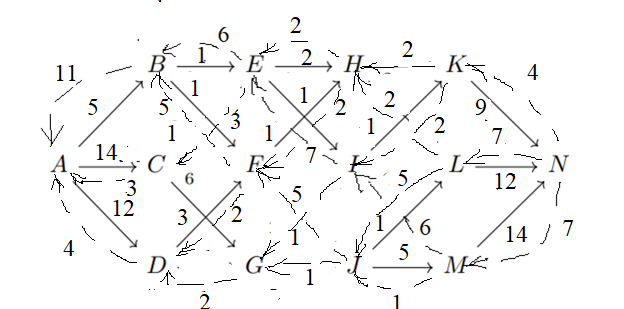 6 2
B 1 E 2 H 2 K
11 4
5 1 1 9
5 3 2 2
1 1 1 2 7
14 7
A C F I L N
3 6 12
12 5 5
3 2 1 6 7
4 1 5 14
D G J M
1
2 1